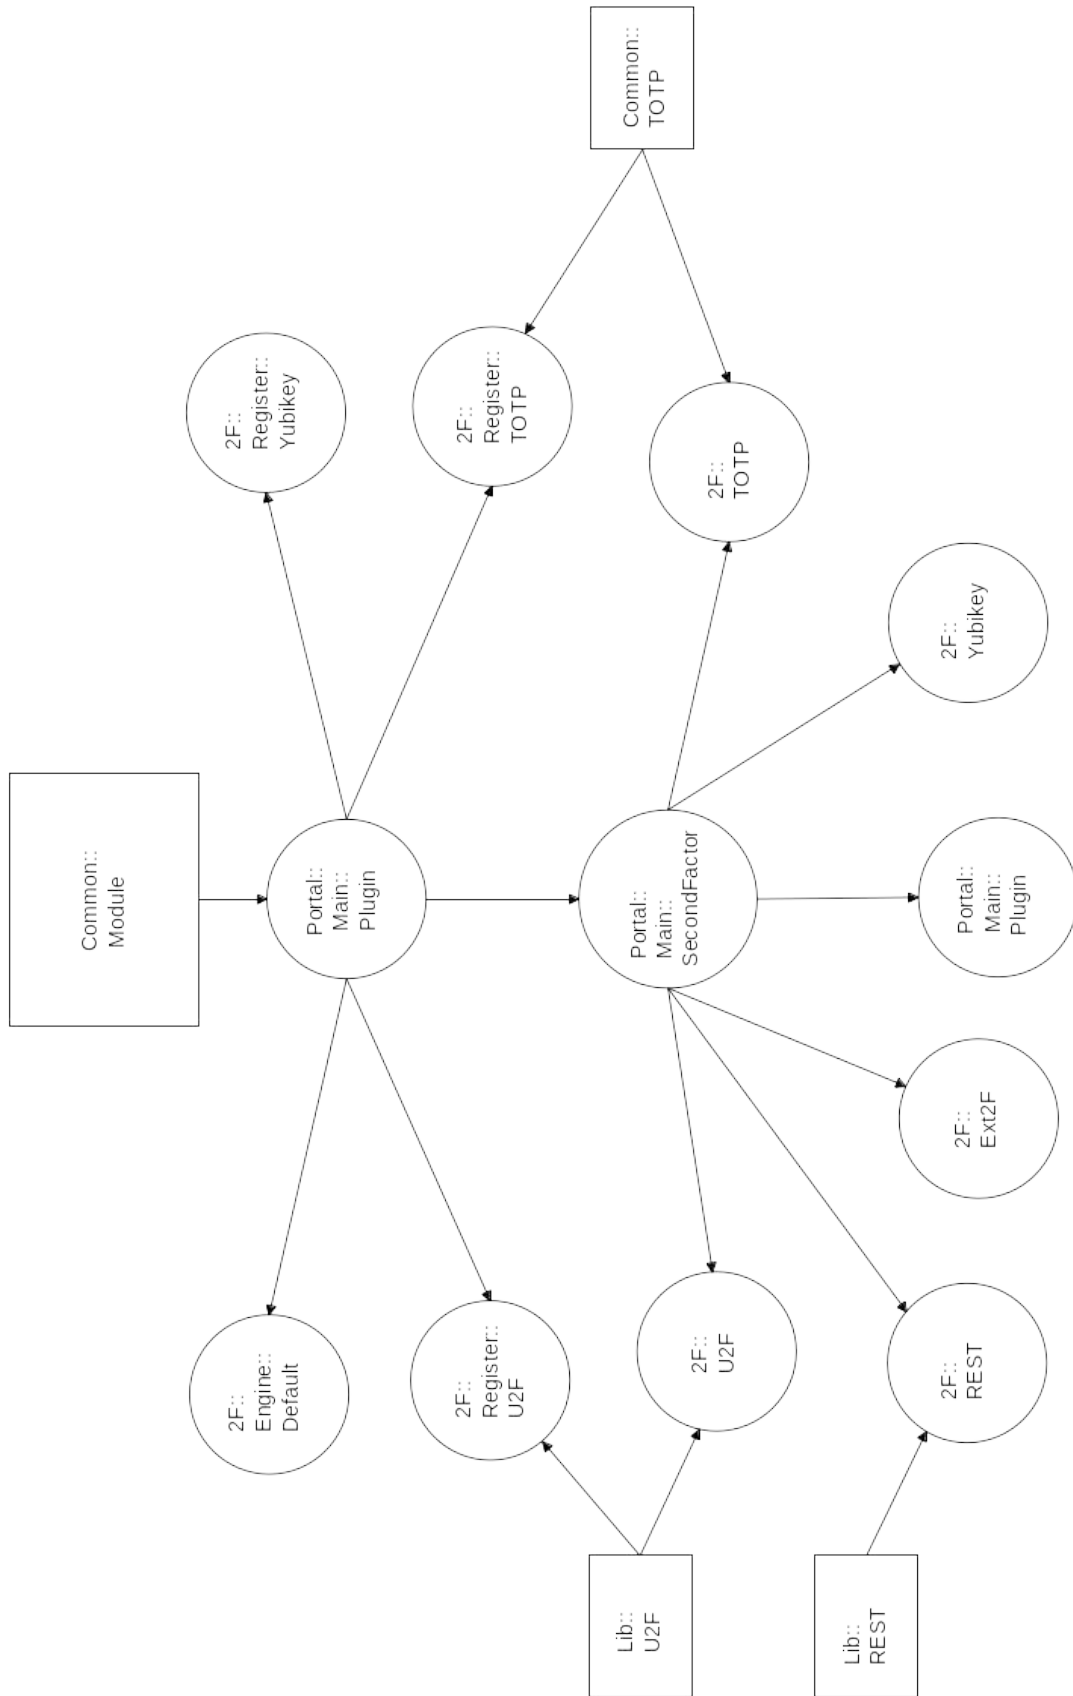 Common::
Module
Portal::
Main::
Plugin
2F::
Register::
Yubikey
2F::
Register::
TOTP
Common::
TOTP
2F::
Engine::
Default
2F::
Register::
U2F
Portal::
Main::
SecondFactor
2F::
TOTP
2F::
Yubikey
Portal::
Main::
Plugin
2F::
Ext2F
2F::
U2F
2F::
REST
Lib::
U2F
Lib::
REST